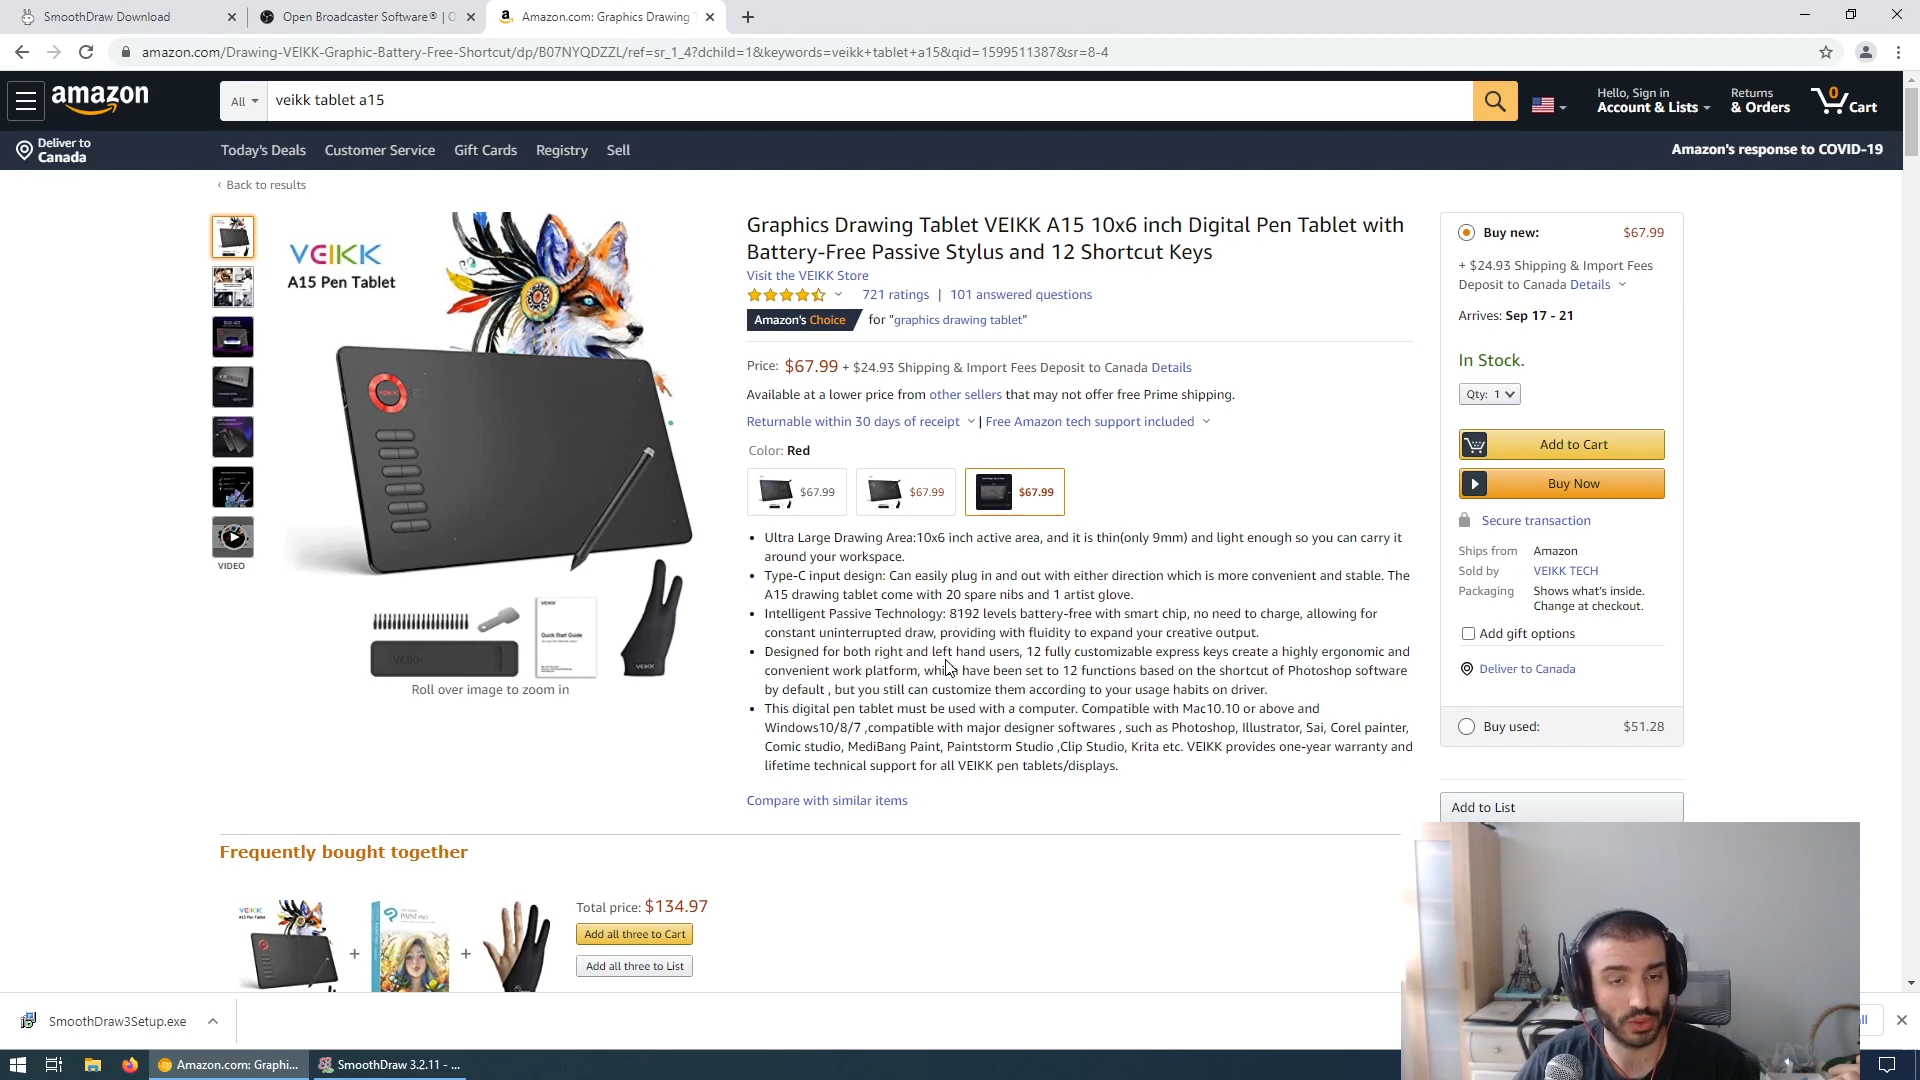 SmoothDraw Download
Open Broadcaster Software® | O
Amazon.com: Graphics Drawing T
amazon.com/Drawing-VEIKK-Graphic-Battery-Free-Shortcut/dp/B07NYQDZZL/ref=sr_1_4?dchild=1&keywords=veikk+tablet+a15&qid=1599511387&sr=8-4
amazon
All
veikk tablet a15
Hello, Sign in
Account & Lists
Returns
& Orders
0
Cart
Deliver to
Canada
Today's Deals Customer Service Gift Cards Registry Sell
Amazon's response to COVID-19
‹ Back to results
VEIKK
A15 Pen Tablet
VEIKK
VEIKK
Quick Start Guide
VEIKK
VEIKK
Roll over image to zoom in
VIDEO
Graphics Drawing Tablet VEIKK A15 10x6 inch Digital Pen Tablet with
Battery-Free Passive Stylus and 12 Shortcut Keys
Visit the VEIKK Store
721 ratings | 101 answered questions
Amazon's Choice for "graphics drawing tablet"
Price: $67.99 + $24.93 Shipping & Import Fees Deposit to Canada Details
Available at a lower price from other sellers that may not offer free Prime shipping.
Returnable within 30 days of receipt | Free Amazon tech support included
Color: Red
$67.99 $67.99 $67.99
• Ultra Large Drawing Area:10x6 inch active area, and it is thin(only 9mm) and light enough so you can carry it
around your workspace.
• Type-C input design: Can easily plug in and out with either direction which is more convenient and stable. The
A15 drawing tablet come with 20 spare nibs and 1 artist glove.
• Intelligent Passive Technology: 8192 levels battery-free with smart chip, no need to charge, allowing for
constant uninterrupted draw, providing with fluidity to expand your creative output.
• Designed for both right and left hand users, 12 fully customizable express keys create a highly ergonomic and
convenient work platform, which have been set to 12 functions based on the shortcut of Photoshop software
by default , but you still can customize them according to your usage habits on driver.
• This digital pen tablet must be used with a computer. Compatible with Mac10.10 or above and
Windows10/8/7 ,compatible with major designer softwares , such as Photoshop, Illustrator, Sai, Corel painter,
Comic studio, MediBang Paint, Paintstorm Studio ,Clip Studio, Krita etc. VEIKK provides one-year warranty and
lifetime technical support for all VEIKK pen tablets/displays.
Compare with similar items
Buy new: $67.99
+ $24.93 Shipping & Import Fees
Deposit to Canada Details
Arrives: Sep 17 - 21
In Stock.
Qty: 1
Add to Cart
Buy Now
Secure transaction
Ships from Amazon
Sold by VEIKK TECH
Packaging Shows what's inside.
Change at checkout.
Add gift options
Deliver to Canada
Buy used: $51.28
Add to List
Frequently bought together
VEIKK
A15 Pen Tablet
PAINT PRO
+ +
Total price: $134.97
Add all three to Cart
Add all three to List
SmoothDraw3Setup.exe
ll
Amazon.com: Graphi...
SmoothDraw 3.2.11 - ...